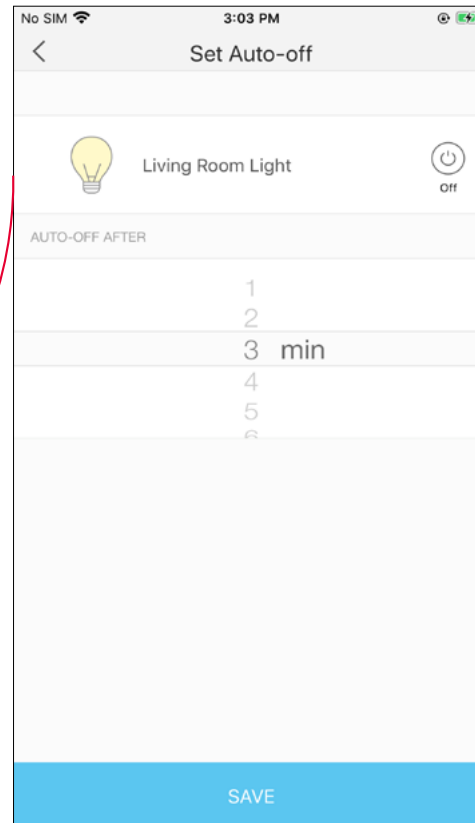 No SIM 3:03 PM
Set Auto-off
Living Room Light
Off
AUTO-OFF AFTER
1
2
3 min
4
5
6
SAVE